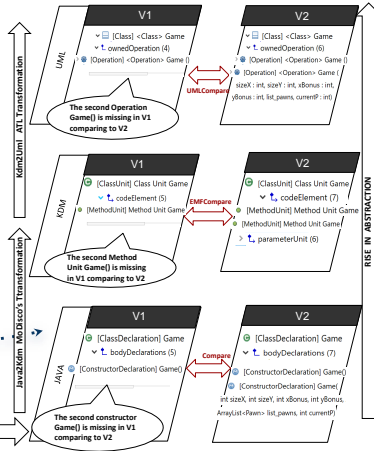 V1
V2
UML
[Class] <Class> Game
ownedOperation (4)
[Operation] <Operation> Game ()
The second Operation
Game() is missing in V1
comparing to V2
UMLCompare
[Class] <Class> Game
ownedOperation (6)
[Operation] <Operation> Game ()
[Operation] <Operation> Game (
sizeX : int, sizeY : int, xBonus : int,
yBonus : int, list_pawns, currentP : int)
Kdm2Uml ATL Transformation
V1
V2
KDM
[ClassUnit] Class Unit Game
codeElement (5)
[MethodUnit] Method Unit Game
The second Method
Unit Game() is missing
in V1 comparing to V2
EMFCompare
[ClassUnit] Class Unit Game
codeElement (7)
[MethodUnit] Method Unit Game
[MethodUnit] Method Unit Game
parameterUnit (6)
Java2kdm MoDisco's Transformation
V1
V2
JAVA
[ClassDeclaration] Game
bodyDeclarations (5)
[ConstructorDeclaration] Game()
The second constructor
Game() is missing in V1
comparing to V2
Compare
[ClassDeclaration] Game
bodyDeclarations (7)
[ConstructorDeclaration] Game()
[ConstructorDeclaration] Game(
int sizeX, int sizeY, int xBonus, int yBonus,
ArrayList<Pawn> list_pawns, int currentP)
RISE IN ABSTRACTION